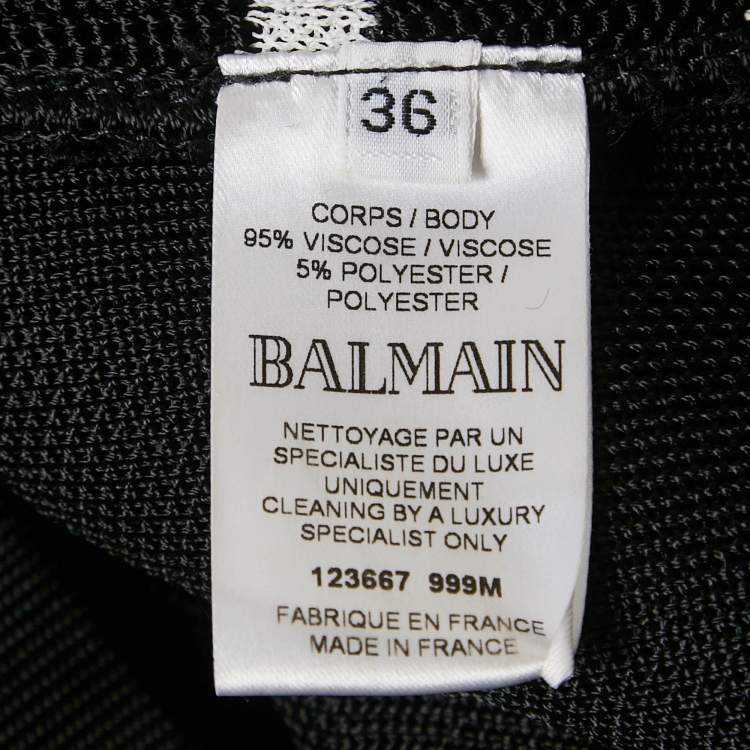 36
CORPS / BODY
95% VISCOSE / VISCOSE
5% POLYESTER /
POLYESTER
BALMAIN
NETTOYAGE PAR UN
SPECIALISTE DU LUXE
UNIQUEMENT
CLEANING BY A LUXURY
SPECIALIST ONLY
123667 999M
FABRIQUE EN FRANCE
MADE IN FRANCE